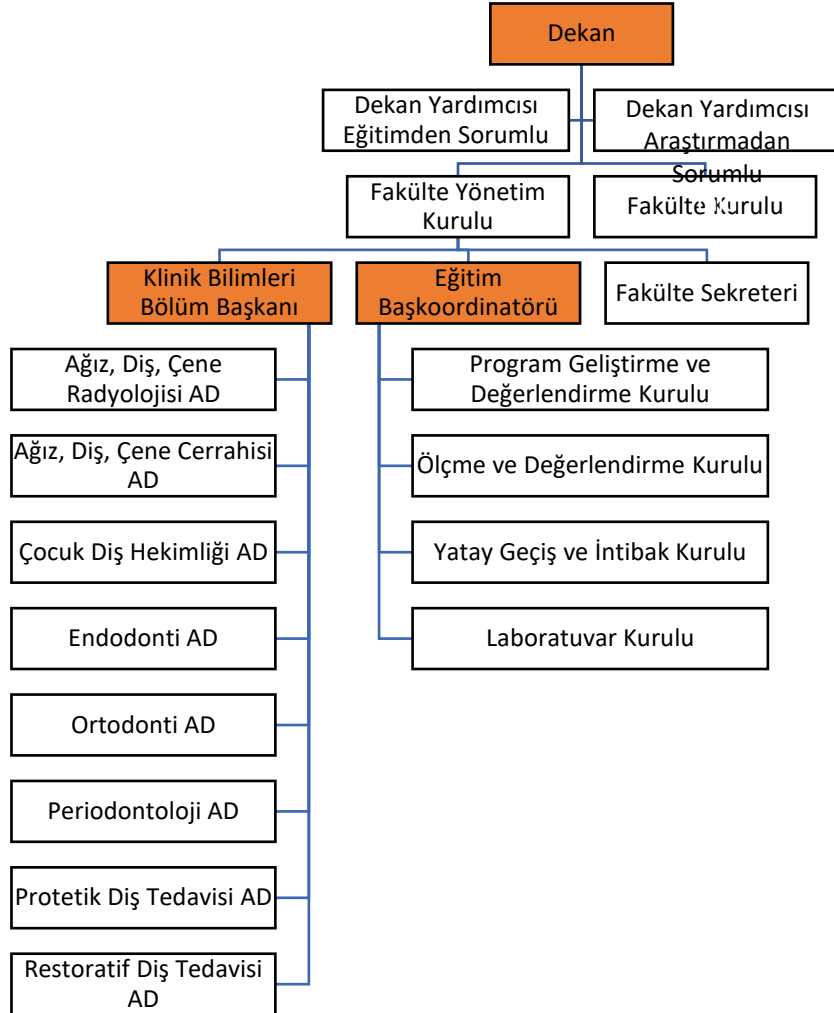 Dekan
Dekan Yardımcısı
Eğitimden Sorumlu
Dekan Yardımcısı
Araştırmadan
Sorumlu
Fakülte Yönetim
Kurulu
Fakülte Kurulu
Klinik Bilimleri
Bölüm Başkanı
Eğitim
Başkoordinatörü
Fakülte Sekreteri
Ağız, Diş, Çene
Radyolojisi AD
Ağız, Diş, Çene Cerrahisi
AD
Çocuk Diş Hekimliği AD
Endodonti AD
Ortodonti AD
Periodontoloji AD
Protetik Diş Tedavisi AD
Restoratif Diş Tedavisi
AD
Program Geliştirme ve
Değerlendirme Kurulu
Ölçme ve Değerlendirme Kurulu
Yatay Geçiş ve İntibak Kurulu
Laboratuvar Kurulu